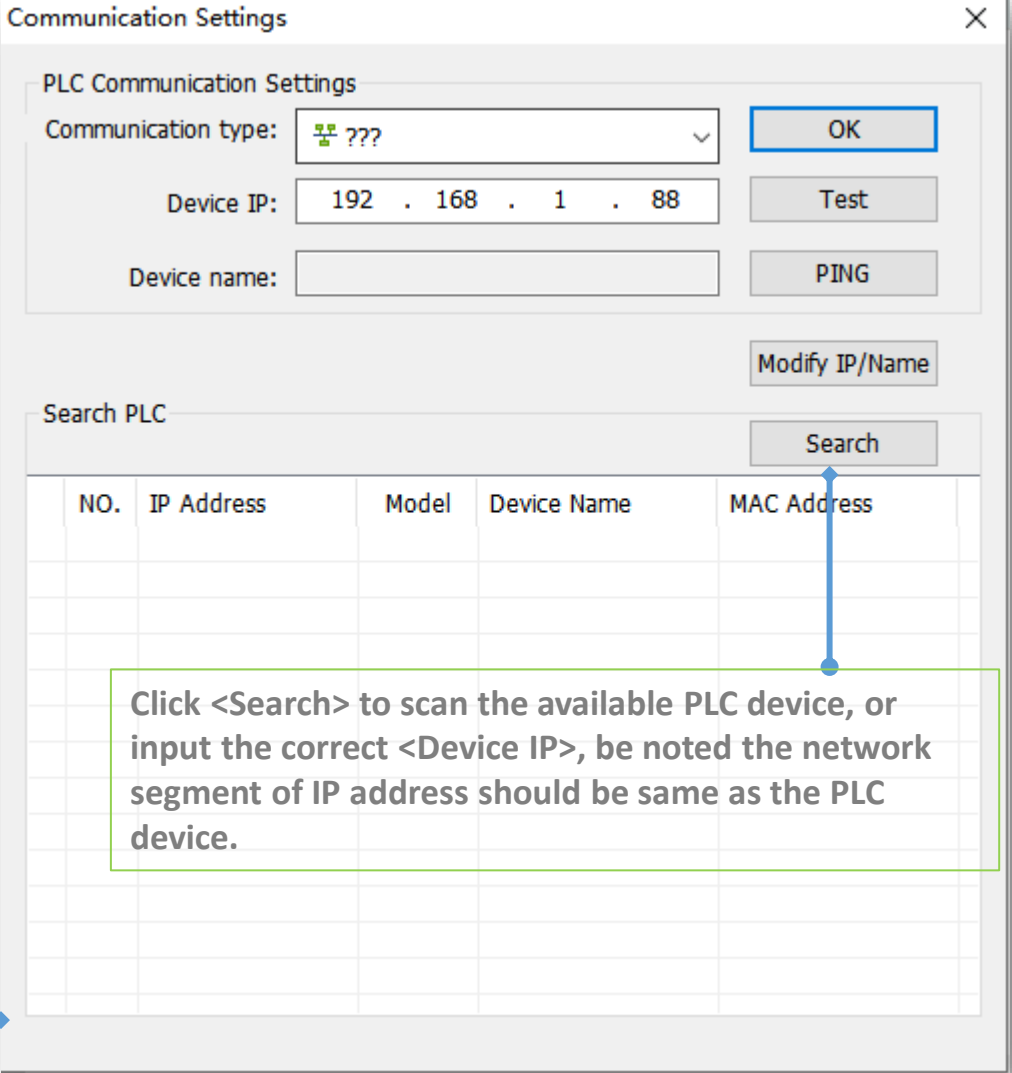 Communication Settings
PLC Communication Settings
Communication type: ??? OK
Device IP: 192 . 168 . 1 . 88 Test
Device name: PING
Modify IP/Name
Search PLC
Search
NO. IP Address Model Device Name MAC Address
Click <Search> to scan the available PLC device, or
input the correct <Device IP>, be noted the network
segment of IP address should be same as the PLC
device.